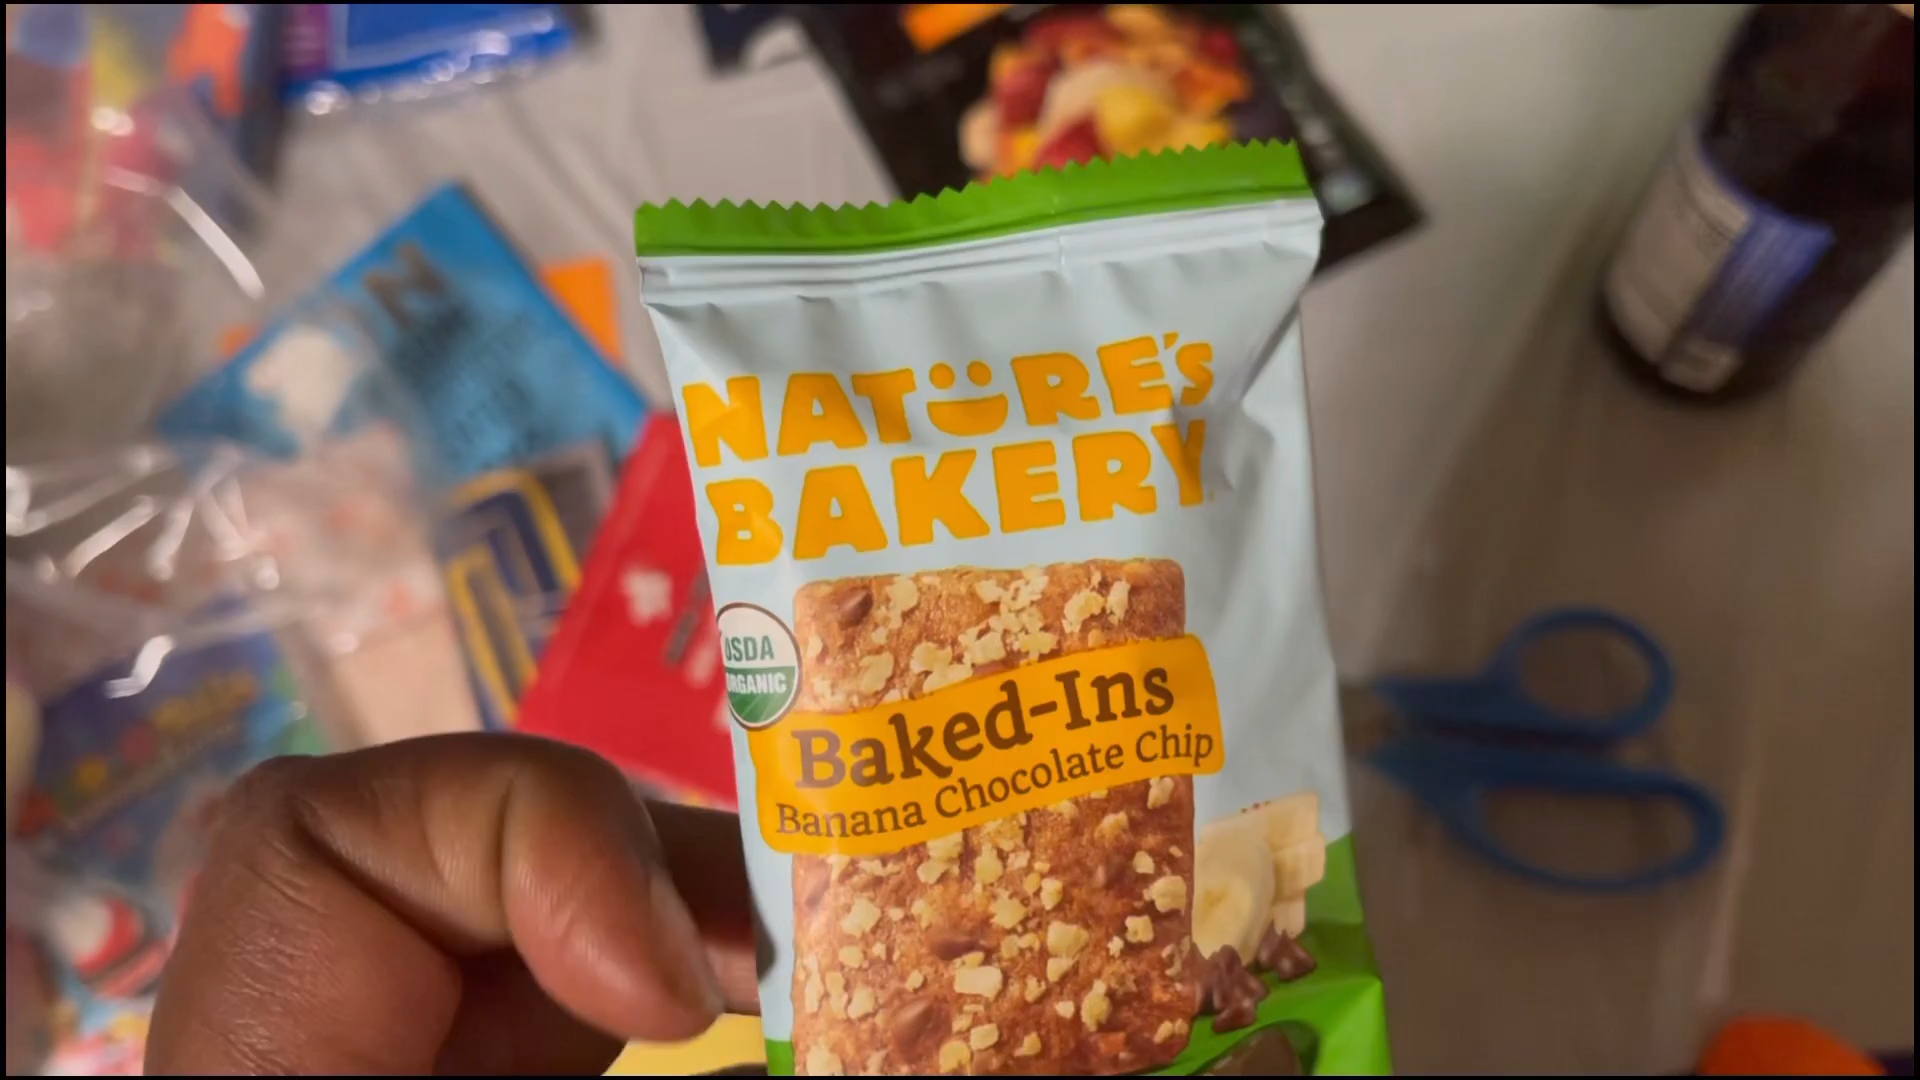 NATURE'S
BAKERY
USDA
ORGANIC
Baked-Ins
Banana Chocolate Chip